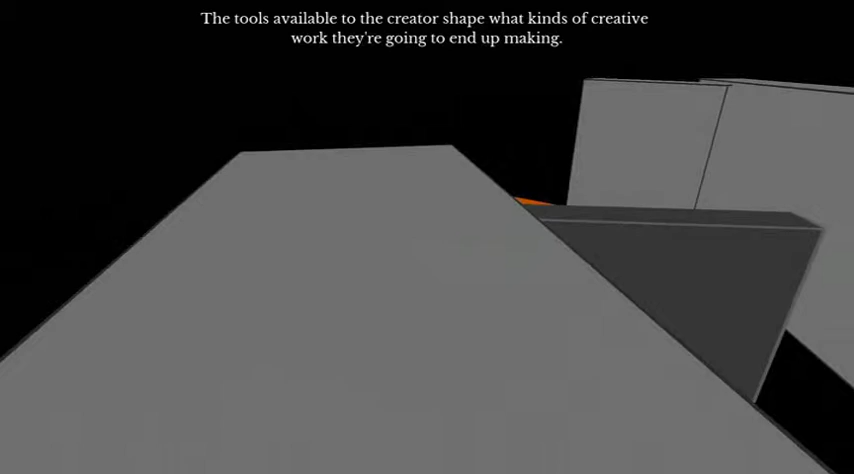 The tools available to the creator shape what kinds of creative
work they're going to end up making.